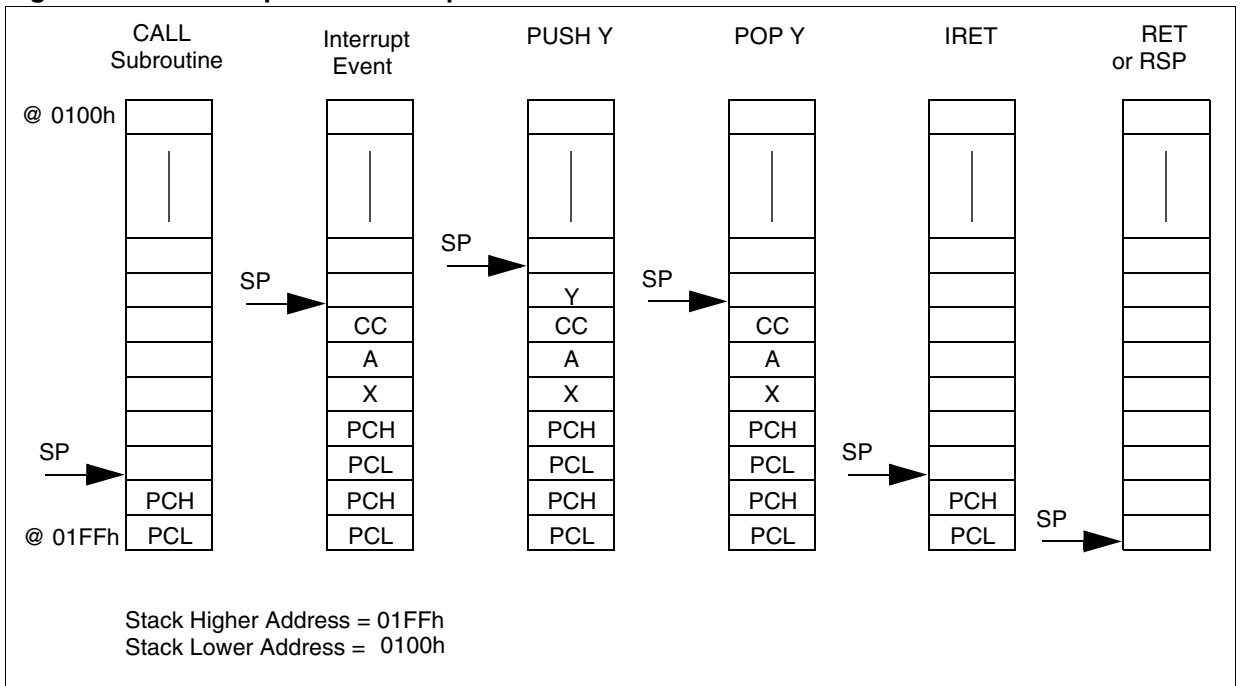 CALL
Subroutine
Interrupt
Event
PUSH Y
POP Y
IRET
RET
or RSP
@ 0100h
SP
SP
SP
SP
SP
SP
@ 01FFh
PCH
PCL
CC
A
X
PCH
PCL
PCH
PCL
Y
CC
A
X
PCH
PCL
PCH
PCL
CC
A
X
PCH
PCL
PCH
PCL
PCH
PCL
Stack Higher Address = 01FFh
Stack Lower Address = 0100h